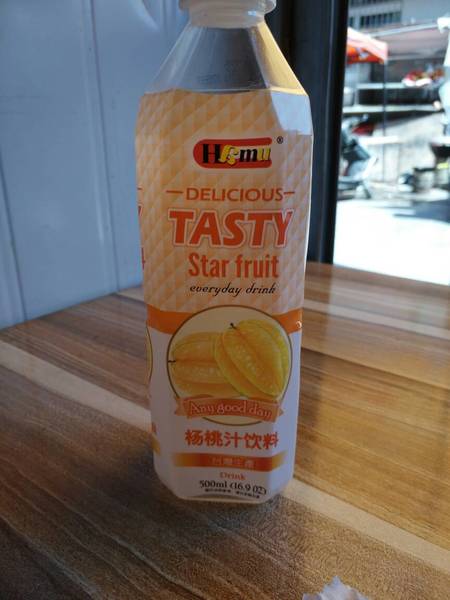 Hamu®
DELICIOUS
TASTY
Star fruit
everyday drink
Any good day
杨桃汁饮料
Drink
500ml (16.9 OZ)